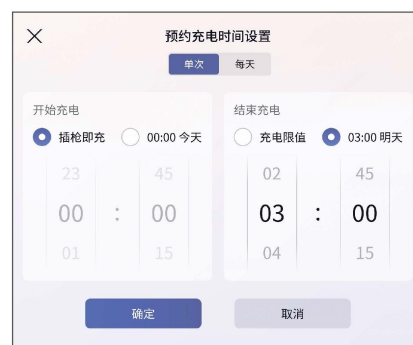 预约充电时间设置
单次 每天
开始充电
插枪即充 00:00 今天
23 45
00 : 00
01 15
结束充电
充电限值 03:00 明天
02 45
03 : 00
04 15
确定 取消